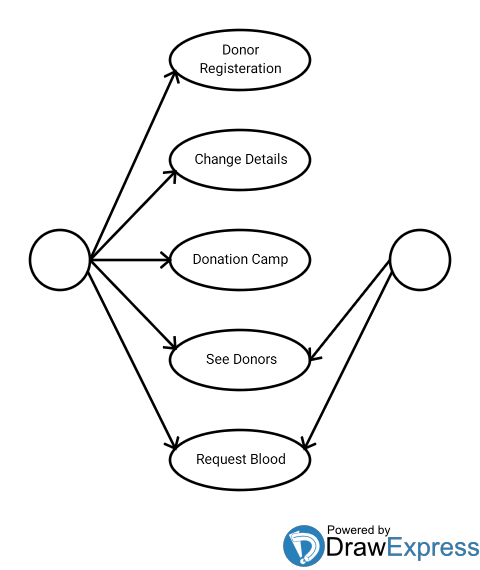 Donor
Registeration
Change Details
Donation Camp
See Donors
Request Blood
Powered by
DrawExpress